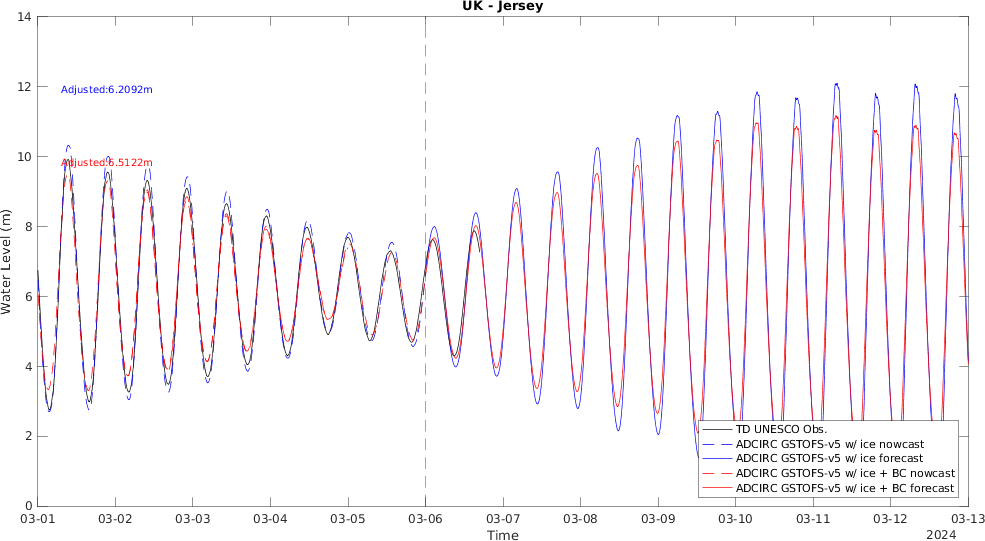 UK - Jersey
14
12
10
8
6
4
2
0
Water Level (m)
Adjusted:6.2092m
Adjusted:6.5122m
TD UNESCO Obs.
ADCIRC GSTOFS-v5 w/ ice nowcast
ADCIRC GSTOFS-v5 w/ ice forecast
ADCIRC GSTOFS-v5 w/ ice + BC nowcast
ADCIRC GSTOFS-v5 w/ ice + BC forecast
03-01 03-02 03-03 03-04 03-05 03-06 03-07 03-08 03-09 03-10 03-11 03-12 03-13
Time
2024